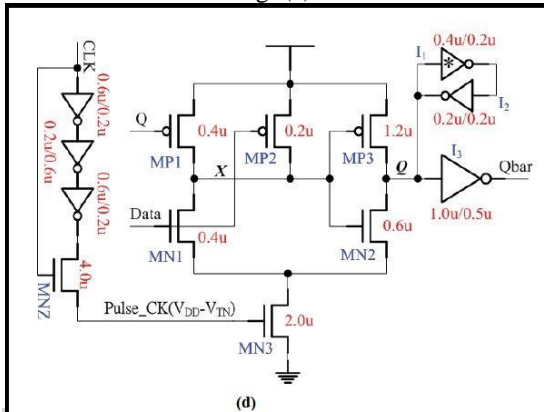 CLK
0.6u/0.2u
0.2u/0.6u
0.6u/0.2u
4.0u
MNZ
Q
0.4u
MP1
0.2u
MP2
1.2u
MP3
X
Q
Data
0.4u
MN1
0.6u
MN2
Pulse_CK(VDD-VTN)
2.0u
MN3
0.4u/0.2u
I1
*
I2
0.2u/0.2u
I3
Qbar
1.0u/0.5u
(d)